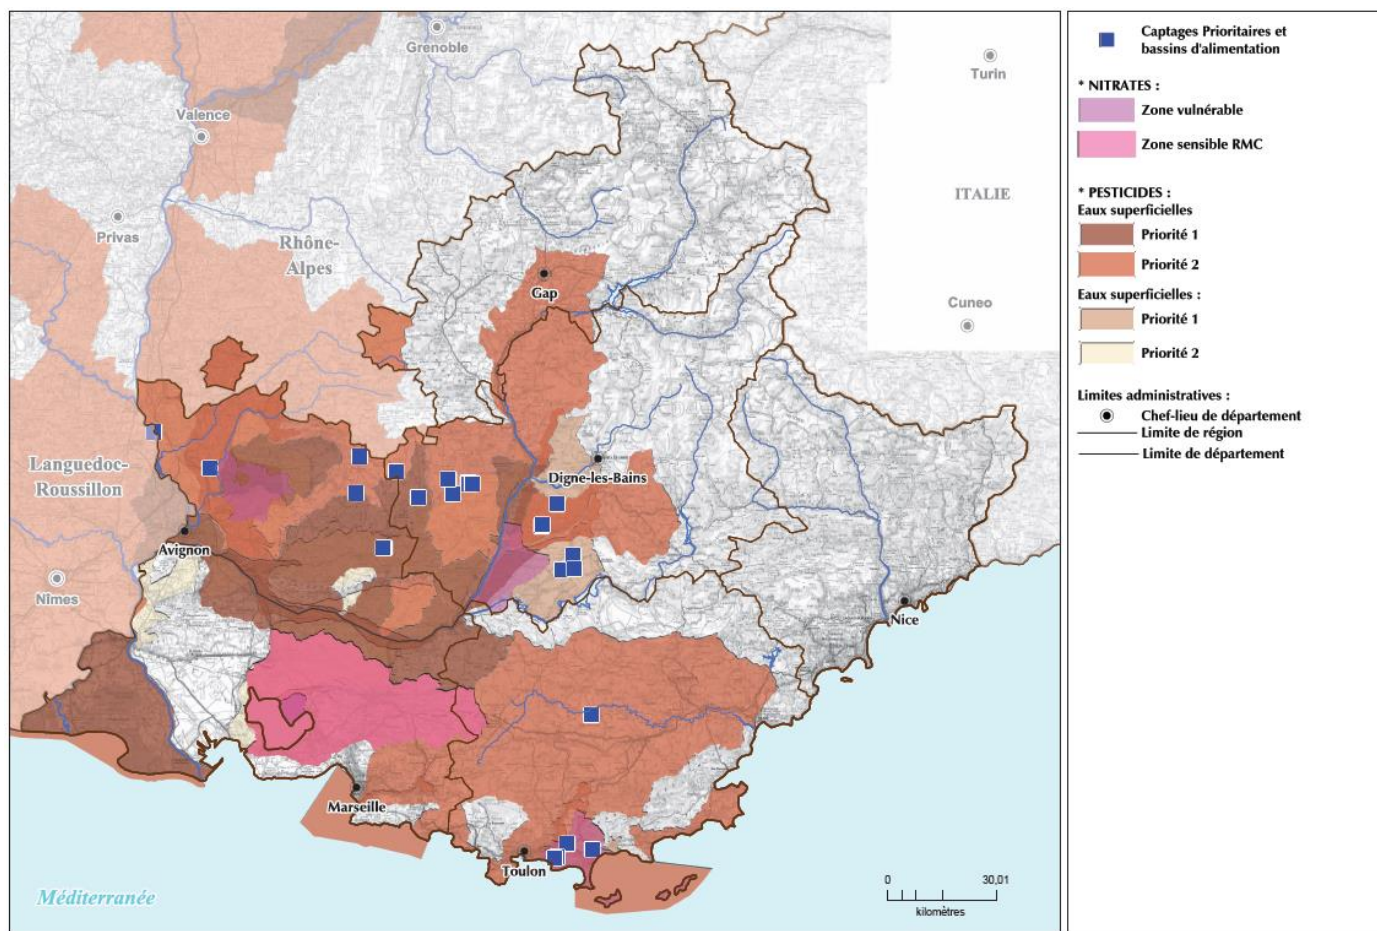 Grenoble
Turin
Valence
ITALIE
Privas
Rhône-
Alpes
Gap
Cuneo
Languedoc-
Roussillon
Digne-les-Bains
Avignon
Nîmes
Nice
Marseille
Toulon
Méditerranée
0 30,01
kilomètres
Captages Prioritaires et
bassins d'alimentation
* NITRATES :
Zone vulnérable
Zone sensible RMC
* PESTICIDES :
Eaux superficielles
Priorité 1
Priorité 2
Eaux superficielles :
Priorité 1
Priorité 2
Limites administratives :
Chef-lieu de département
Limite de région
Limite de département